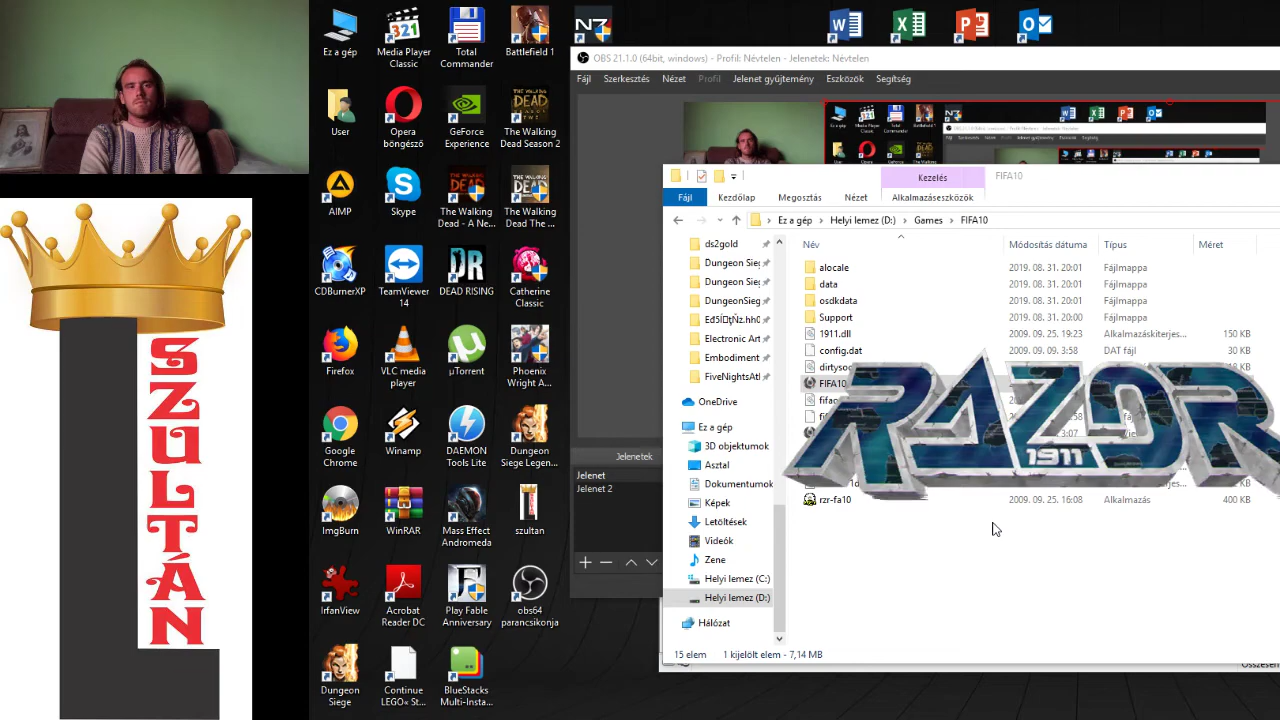 SZULTÁN
Ez a gép
Media Player
Classic
Total
Commander
Battlefield 1
User
Opera
böngésző
GeForce
Experience
The Walking
Dead Season 2
AIMP
Skype
The Walking
Dead - A Ne...
The Walking
Dead The ...
CDBurnerXP
TeamViewer
14
DEAD RISING
Catherine
Classic
Firefox
VLC media
player
µTorrent
Phoenix
Wright A...
Google
Chrome
Winamp
DAEMON
Tools Lite
Dungeon
Siege Legen...
ImgBurn
WinRAR
Mass Effect
Andromeda
szultan
IrfanView
Acrobat
Reader DC
Play Fable
Anniversary
obs64
parancsikonja
Dungeon
Siege
Continue
LEGO« St...
BlueStacks
Multi-Insta...
OBS 21.1.0 (64bit, windows) - Profil: Névtelen - Jelenetek: Névtelen
Fájl Szerkesztés Nézet Profil Jelenet gyűjtemény Eszközök Segítség
Jelenetek
Jelenet
Jelenet 2
Kezelés FIFA10
Fájl Kezdőlap Megosztás Nézet Alkalmazáseszközök
Ez a gép Helyi lemez (D:) Games FIFA10
ds2gold
Dungeon Sieg
Dungeon Sieg
DungeonSieg
Electronic Art
Embodiment
FiveNightsAtl
OneDrive
Ez a gép
3D objektumok
Asztal
Dokumentumok
Képek
Letöltések
Videók
Zene
Helyi lemez (C:)
Helyi lemez (D:)
Hálózat
Név Módosítás dátuma Típus Méret
alocale 2019. 08. 31. 20:01 Fájlmappa
data 2019. 08. 31. 20:01 Fájlmappa
osdkdata 2019. 08. 31. 20:01 Fájlmappa
Support 2019. 08. 31. 20:00 Fájlmappa
1911.dll 2009. 09. 25. 19:23 Alkalmazáskiterjes... 150 KB
config.dat 2009. 09. 09. 3:58 DAT fájl 30 KB
FIFA10
rzr-fa10 2009. 09. 25. 16:08 Alkalmazás 400 KB
RAZOR
1911
15 elem 1 kijelölt elem - 7,14 MB